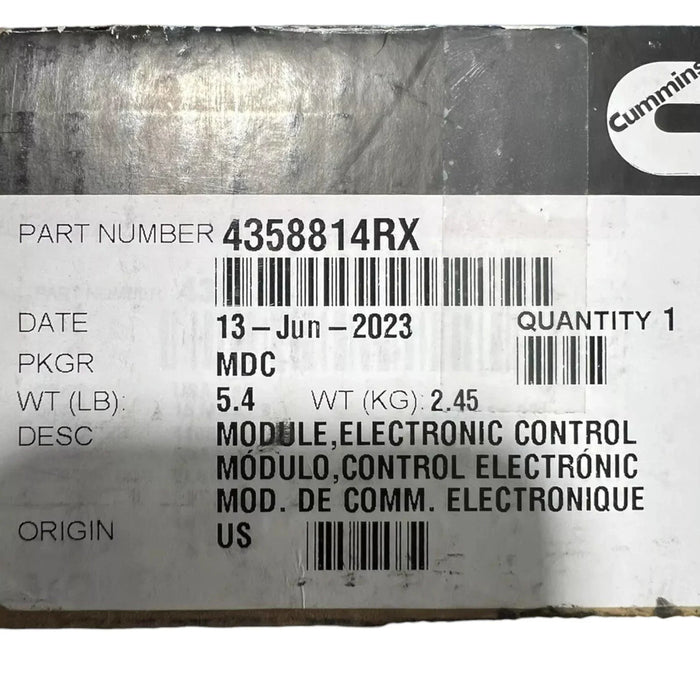 Cummins
PART NUMBER 4358814RX
DATE 13-Jun-2023 QUANTITY 1
PKGR MDC
WT (LB): 5.4 WT (KG): 2.45
DESC MODULE,ELECTRONIC CONTROL
MÓDULO,CONTROL ELECTRÓNIC
MOD. DE COMM. ELECTRONIQUE
ORIGIN US